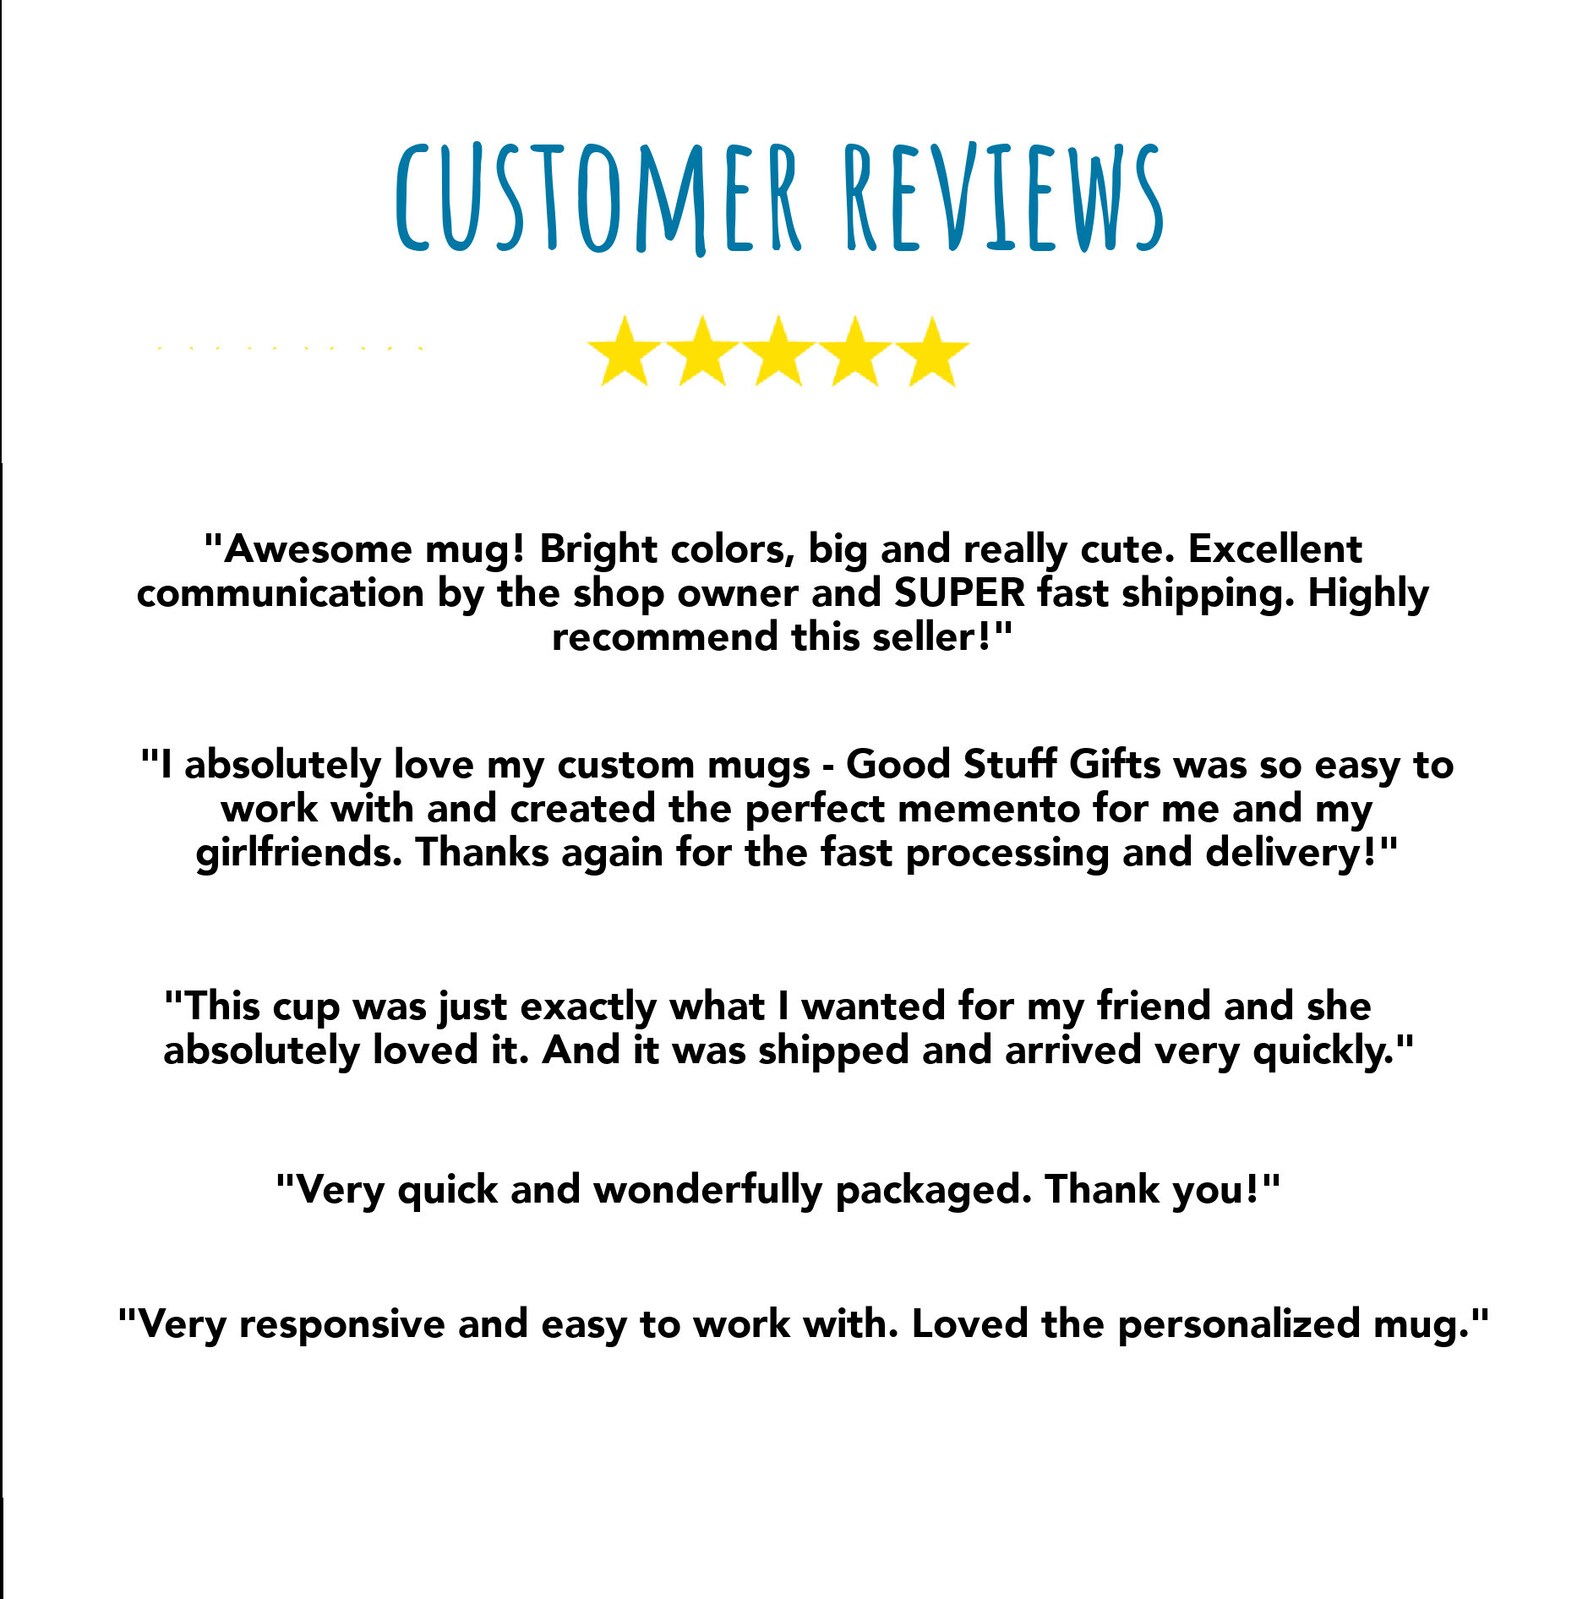 CUSTOMER REVIEWS
"Awesome mug! Bright colors, big and really cute. Excellent
communication by the shop owner and SUPER fast shipping. Highly
recommend this seller!"
"I absolutely love my custom mugs - Good Stuff Gifts was so easy to
work with and created the perfect memento for me and my
girlfriends. Thanks again for the fast processing and delivery!"
"This cup was just exactly what I wanted for my friend and she
absolutely loved it. And it was shipped and arrived very quickly."
"Very quick and wonderfully packaged. Thank you!"
"Very responsive and easy to work with. Loved the personalized mug."